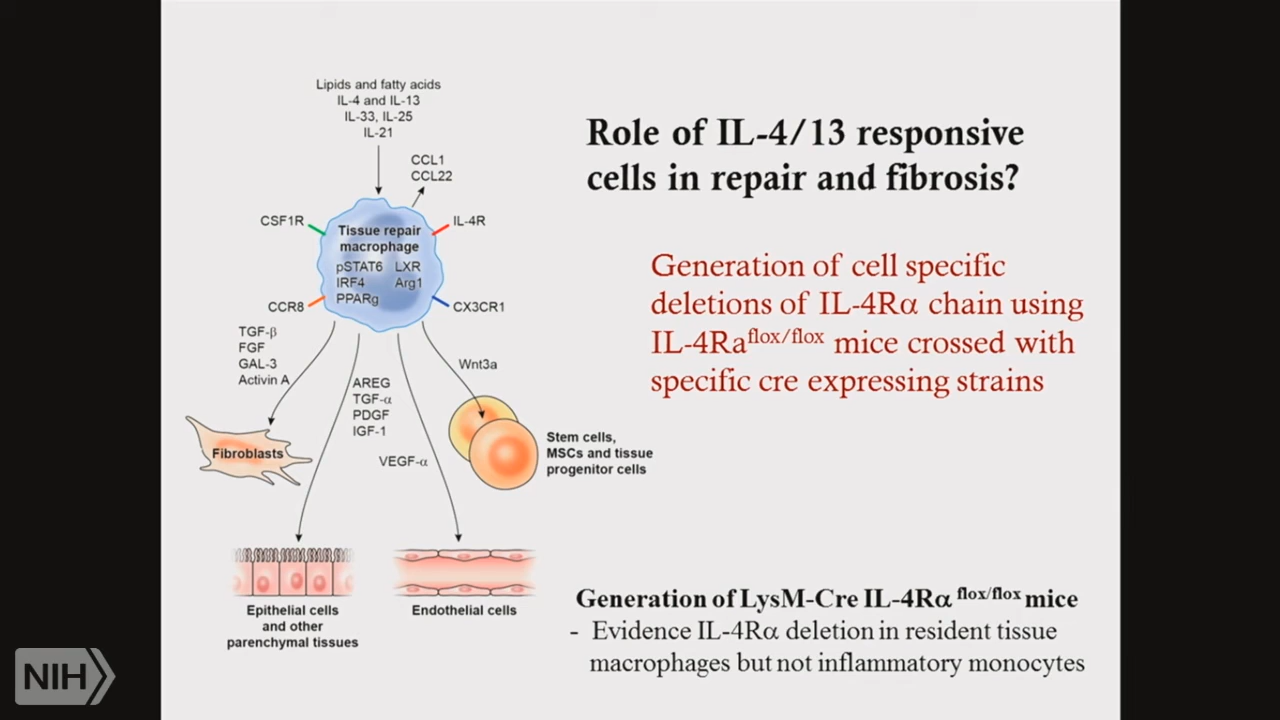 Lipids and fatty acids
IL-4 and IL-13
IL-33, IL-25
IL-21
CCL1
CCL22
CSF1R
IL-4R
Tissue repair
macrophage
pSTAT6 LXR
IRF4 Arg1
PPARg
CCR8
CX3CR1
TGF-β
FGF
GAL-3
Activin A
Wnt3a
AREG
TGF-α
PDGF
IGF-1
VEGF-α
Fibroblasts
Stem cells,
MSCs and tissue
progenitor cells
Epithelial cells
and other
parenchymal tissues
Endothelial cells
Role of IL-4/13 responsive
cells in repair and fibrosis?
Generation of cell specific
deletions of IL-4Rα chain using
IL-4Ra^flox/flox mice crossed with
specific cre expressing strains
Generation of LysM-Cre IL-4Rα^flox/flox mice
- Evidence IL-4Rα deletion in resident tissue
macrophages but not inflammatory monocytes
NIH